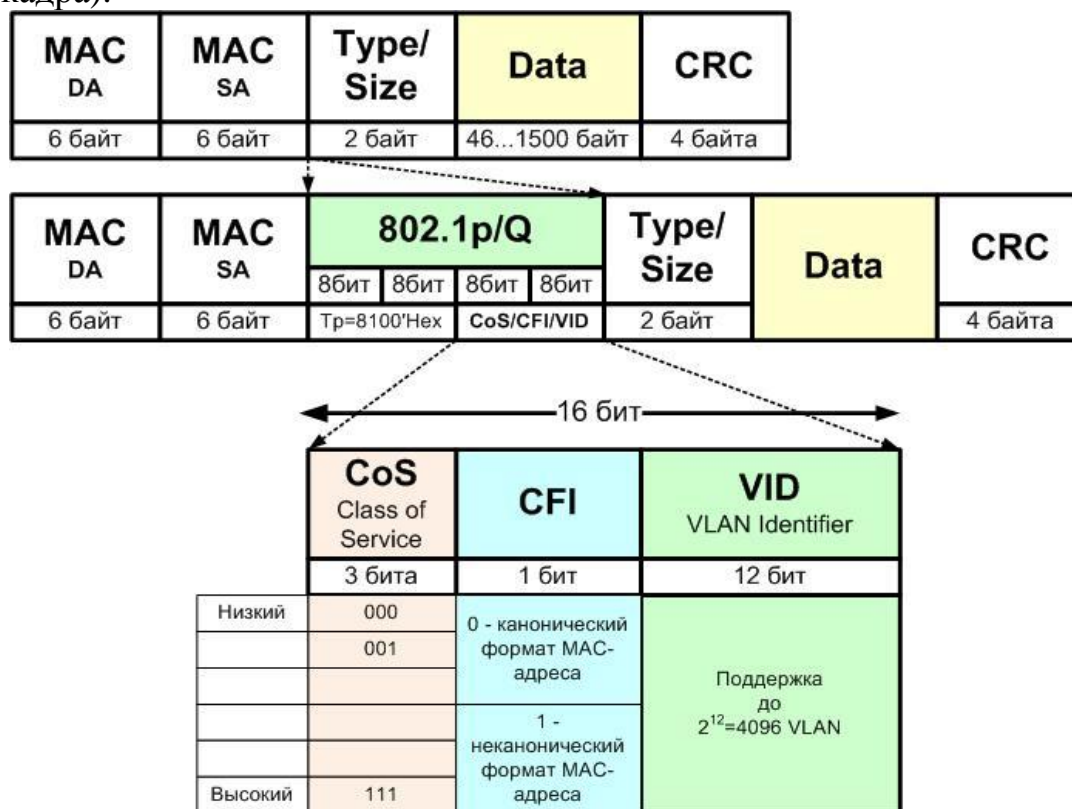 кадра).
MAC DA
MAC SA
Type/ Size
Data
CRC
6 байт
6 байт
2 байт
46...1500 байт
4 байта
MAC DA
MAC SA
802.1p/Q
8бит
8бит
8бит
8бит
Type/ Size
Data
CRC
6 байт
6 байт
Tp=8100'Hex
CoS/CFI/VID
2 байт
4 байта
16 бит
CoS
Class of
Service
CFI
VID
VLAN Identifier
3 бита
1 бит
12 бит
Низкий
000
001
0 - канонический
формат MAC-
адреса
Поддержка
до
2¹²=4096 VLAN
1 -
неканонический
формат MAC-
адреса
Высокий
111